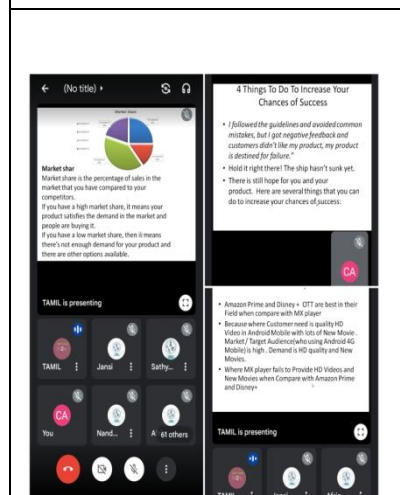 (No title)
Market Share
Market shar
Market share is the percentage of sales in the
market that you have compared to your
competitors.
If you have a high market share, it means your
product satisfies the demand in the market and
people are buying it.
If you have a low market share, then it means
there's not enough demand for your product and
there are other options available.
TAMIL is presenting
TAMIL
Jansi
Sathy...
CA
You
Nand...
61 others
4 Things To Do To Increase Your
Chances of Success
• I followed the guidelines and avoided common
mistakes, but I got negative feedback and
customers didn't like my product, my product
is destined for failure."
• Hold it right there! The ship hasn't sunk yet.
• There is still hope for you and your
product. Here are several things that you can
do to increase your chances of success:
CA
• Amazon Prime and Disney+ OTT are best in their
Field when compare with MX player
• Because where Customer need is quality HD
Video in Android Mobile with lots of New Movie.
Market/ Target Audience(who using Android 4G
Mobile) is high. Demand is HD quality and New
Movies.
• Where MX player fails to Provide HD Videos and
New Movies when Compare with Amazon Prime
and Disney+
TAMIL is presenting